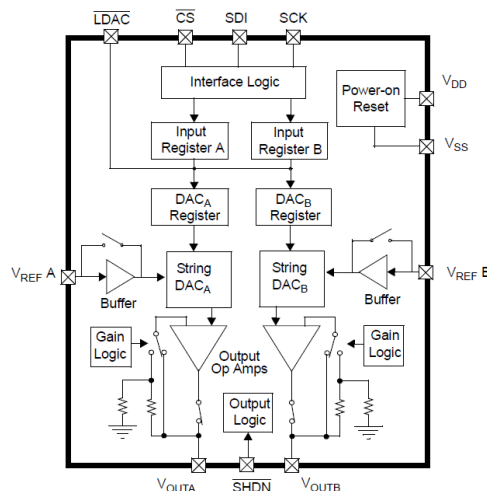 LDAC CS SDI SCK
Interface Logic
Power-on
Reset
VDD
VSS
Input
Register A
Input
Register B
DACA
Register
DACB
Register
VREF A
Buffer
String
DACA
String
DACB
Buffer
VREF B
Gain
Logic
Output
Op Amps
Gain
Logic
Output
Logic
VOUTA
SHDN
VOUTB